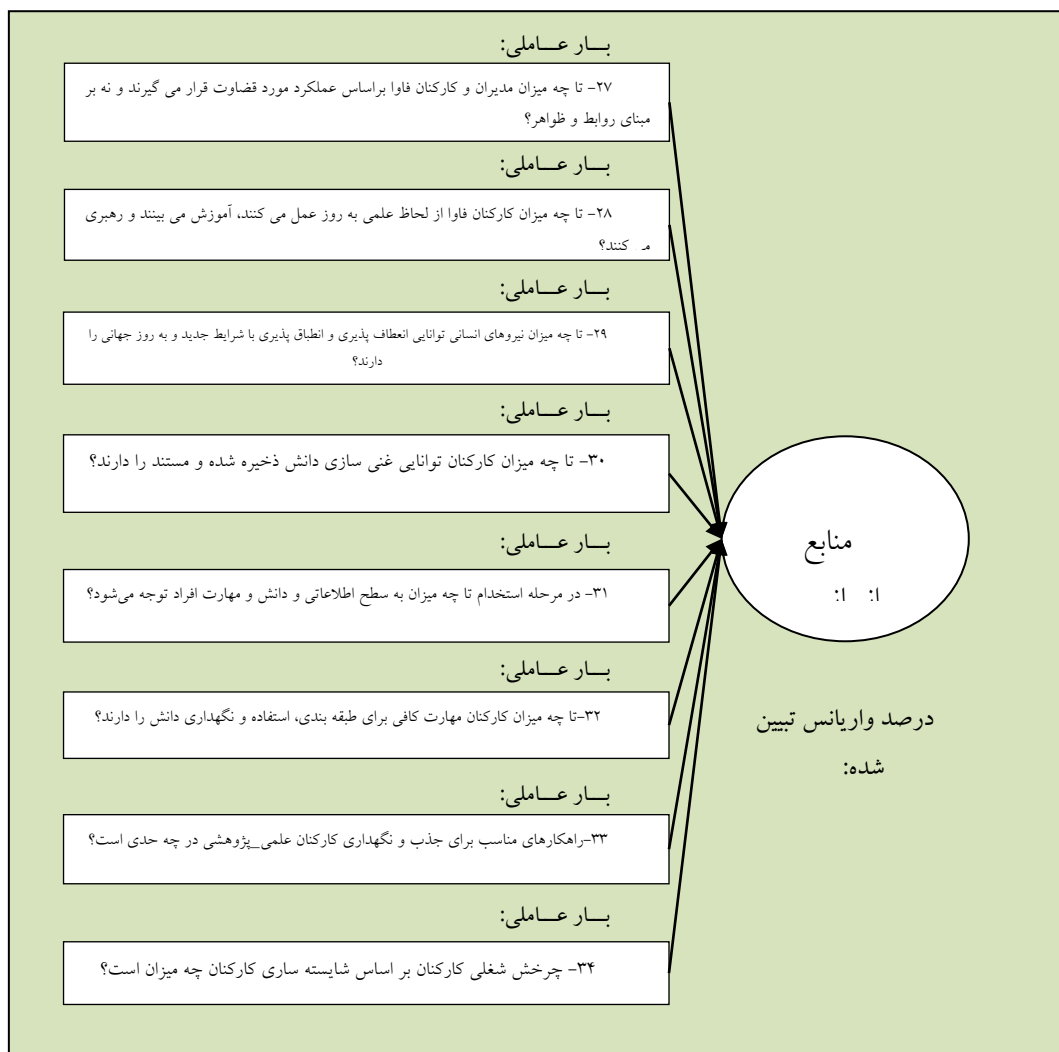 بـــار عـــاملی:
۲۷- تا چه میزان مدیران و کارکنان فاوا براساس عملکرد مورد قضاوت قرار می گیرند و نه بر
مبنای روابط و ظواهر؟
بـــار عـــاملی:
۲۸- تا چه میزان کارکنان فاوا از لحاظ علمی به روز عمل می کنند، آموزش می بینند و رهبری
کنند؟
بـــار عـــاملی:
۲۹- تا چه میزان نیروهای انسانی توانایی انعطاف پذیری و انطباق پذیری با شرایط جدید و به روز جهانی را
دارند؟
بـــار عـــاملی:
۳۰- تا چه میزان کارکنان توانایی غنی سازی دانش ذخیره شده و مستند را دارند؟
بـــار عـــاملی:
۳۱- در مرحله استخدام تا چه میزان به سطح اطلاعاتی و دانش و مهارت افراد توجه می‌شود؟
بـــار عـــاملی:
۳۲-تا چه میزان کارکنان مهارت کافی برای طبقه بندی، استفاده و نگهداری دانش را دارند؟
بـــار عـــاملی:
۳۳-راهکارهای مناسب برای جذب و نگهداری کارکنان علمی_پژوهشی در چه حدی است؟
بـــار عـــاملی:
۳۴- چرخش شغلی کارکنان بر اساس شایسته ساری کارکنان چه میزان است؟
منابع
درصد واریانس تبیین
شده: